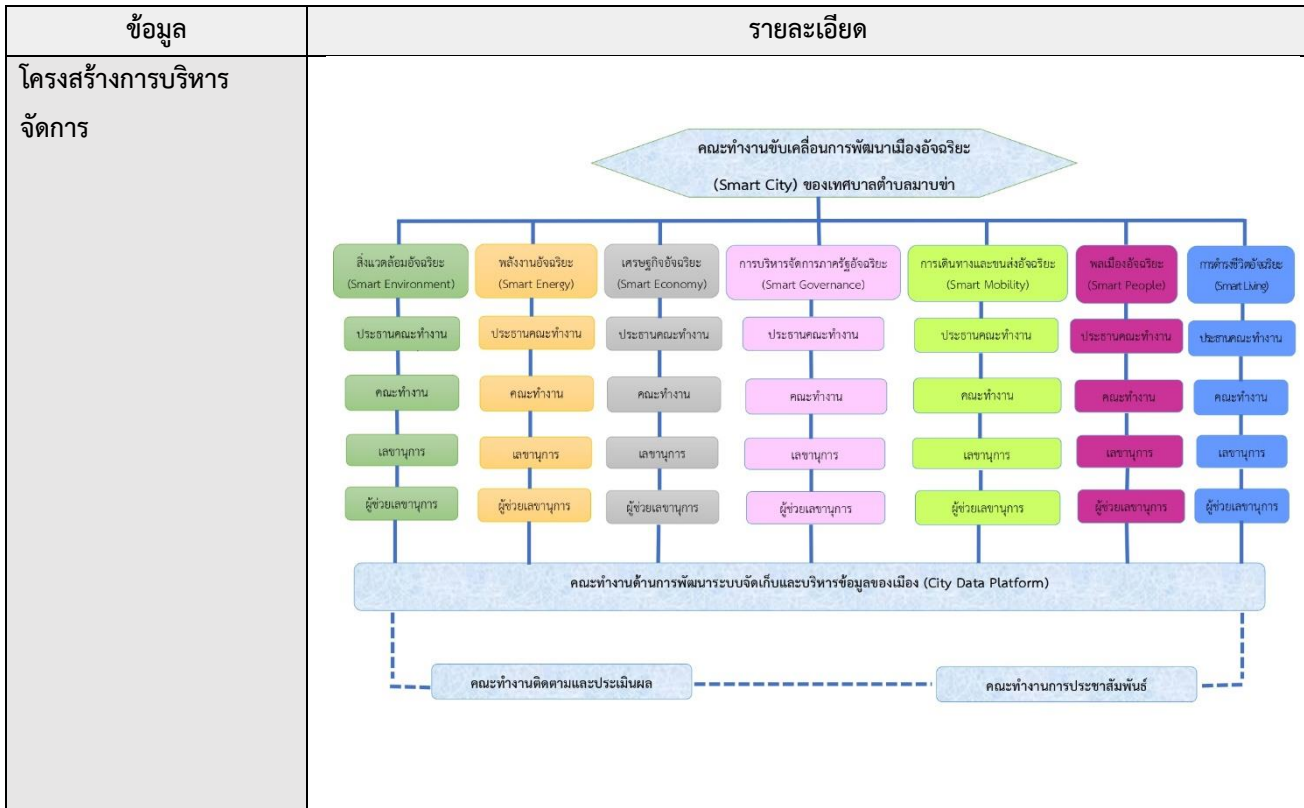 ข้อมูล
รายละเอียด
โครงสร้างการบริหาร
จัดการ
คณะทำงานขับเคลื่อนการพัฒนาเมืองอัจฉริยะ
(Smart City) ของเทศบาลตำบลมาบข่า
สิ่งแวดล้อมอัจฉริยะ
(Smart Environment)
ประธานคณะทำงาน
คณะทำงาน
เลขานุการ
ผู้ช่วยเลขานุการ
พลังงานอัจฉริยะ
(Smart Energy)
ประธานคณะทำงาน
คณะทำงาน
เลขานุการ
ผู้ช่วยเลขานุการ
เศรษฐกิจอัจฉริยะ
(Smart Economy)
ประธานคณะทำงาน
คณะทำงาน
เลขานุการ
ผู้ช่วยเลขานุการ
การบริหารจัดการภาครัฐอัจฉริยะ
(Smart Governance)
ประธานคณะทำงาน
คณะทำงาน
เลขานุการ
ผู้ช่วยเลขานุการ
การเดินทางและขนส่งอัจฉริยะ
(Smart Mobility)
ประธานคณะทำงาน
คณะทำงาน
เลขานุการ
ผู้ช่วยเลขานุการ
พลเมืองอัจฉริยะ
(Smart People)
ประธานคณะทำงาน
คณะทำงาน
เลขานุการ
ผู้ช่วยเลขานุการ
การดำรงชีวิตอัจฉริยะ
(Smart Living)
ประธานคณะทำงาน
คณะทำงาน
เลขานุการ
ผู้ช่วยเลขานุการ
คณะทำงานด้านการพัฒนาระบบจัดเก็บและบริหารข้อมูลของเมือง (City Data Platform)
คณะทำงานติดตามและประเมินผล
คณะทำงานการประชาสัมพันธ์